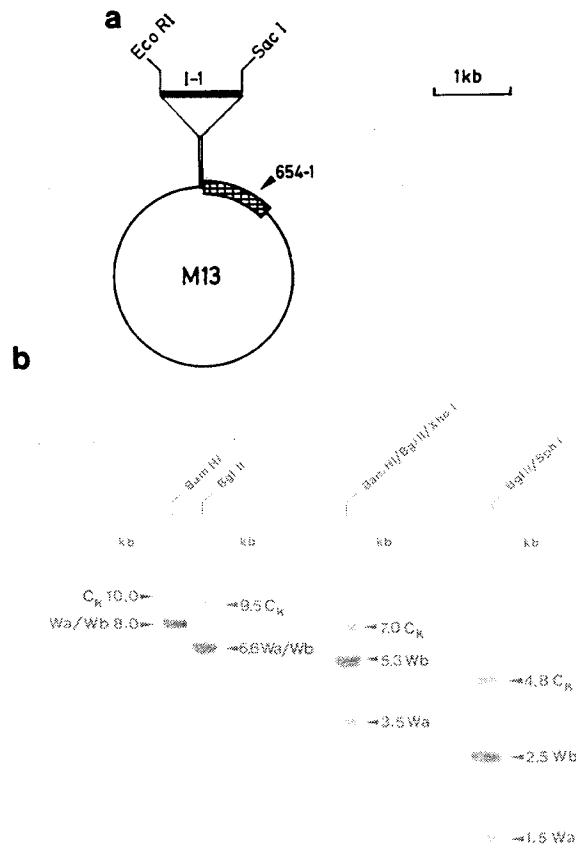 a
Eco RI
Sac I
I-1
1kb
654-1
M13
b
Bam HI
Bgl II
Bam HI/Bgl II/Xho I
Bgl II/Sph I
kb
kb
kb
kb
Cκ 10.0
9.5 Cκ
Wa/Wb 8.0
7.0 Cκ
6.6 Wa/Wb
5.3 Wb
4.8 Cκ
3.5 Wa
2.5 Wb
1.5 Wa